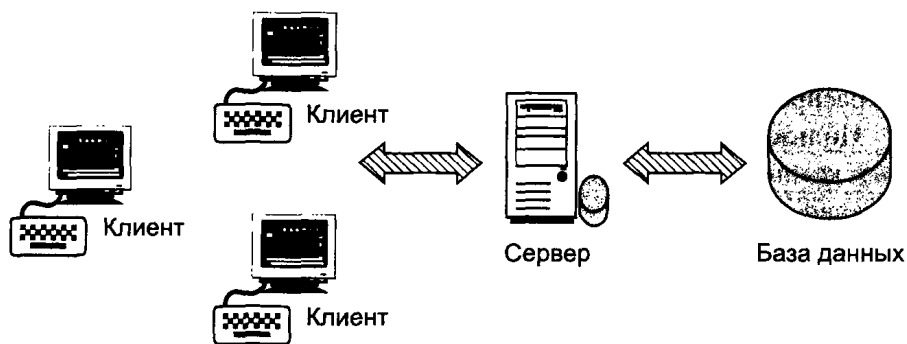 Клиент
Клиент
Клиент
Сервер
База данных